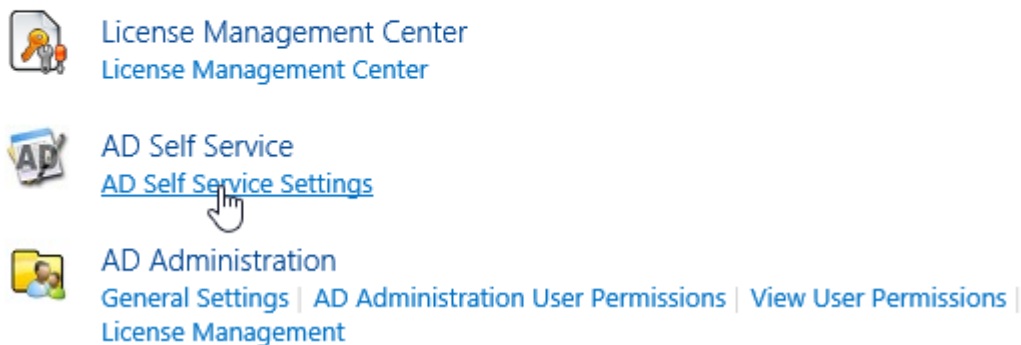 License Management Center
License Management Center
AD
AD Self Service
AD Self Service Settings
AD Administration
General Settings | AD Administration User Permissions | View User Permissions |
License Management